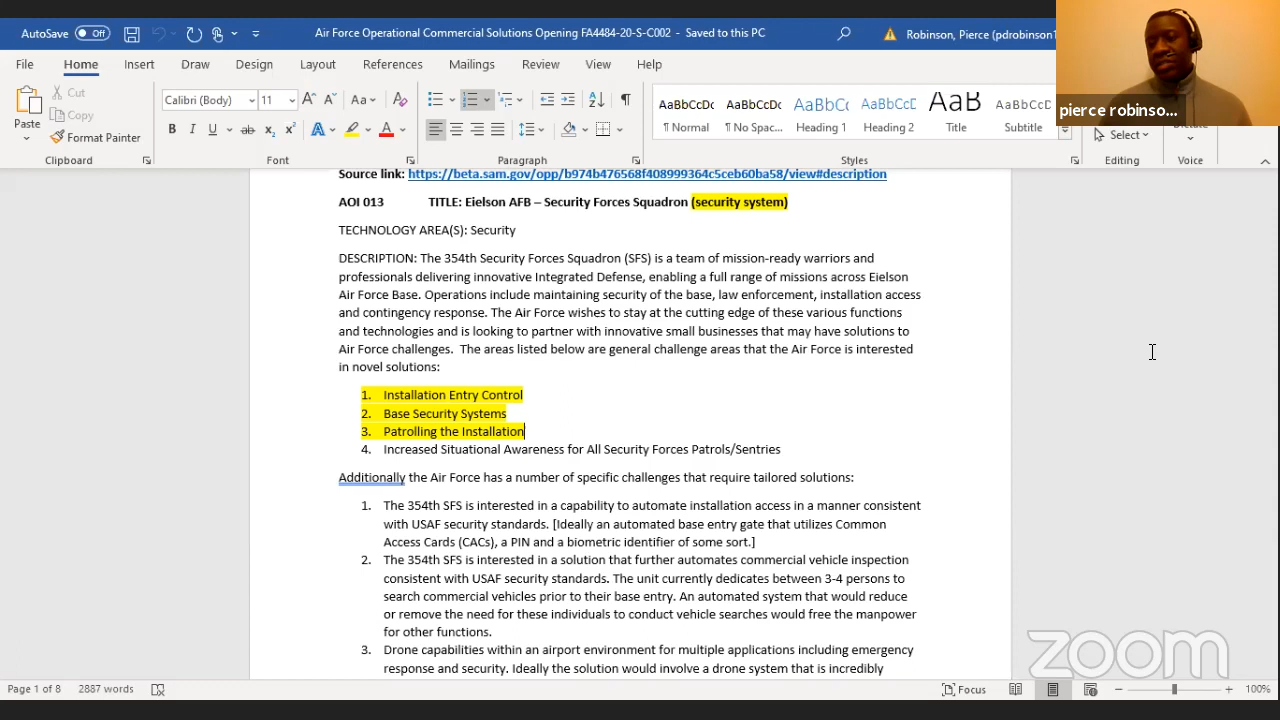 AutoSave Off Air Force Operational Commercial Solutions Opening FA4484-20-S-C002 - Saved to this PC Robinson, Pierce (pdrobinson1
File Home Insert Draw Design Layout References Mailings Review View Help
Paste Cut Copy Format Painter
Calibri (Body) 11
AaBbCcDc AaBbCcDc AaBbCcD AaBbCcD AaB AaBbCcDd
¶ Normal ¶ No Spac... Heading 1 Heading 2 Title Subtitle
pierce robinso...
Select
Clipboard Font Paragraph Styles Editing Voice
Source link: https://beta.sam.gov/opp/b974b476568f408999364c5ceb60ba58/view#description
AOI 013 TITLE: Eielson AFB – Security Forces Squadron (security system)
TECHNOLOGY AREA(S): Security
DESCRIPTION: The 354th Security Forces Squadron (SFS) is a team of mission-ready warriors and
professionals delivering innovative Integrated Defense, enabling a full range of missions across Eielson
Air Force Base. Operations include maintaining security of the base, law enforcement, installation access
and contingency response. The Air Force wishes to stay at the cutting edge of these various functions
and technologies and is looking to partner with innovative small businesses that may have solutions to
Air Force challenges. The areas listed below are general challenge areas that the Air Force is interested
in novel solutions:
1. Installation Entry Control
2. Base Security Systems
3. Patrolling the Installation
4. Increased Situational Awareness for All Security Forces Patrols/Sentries
Additionally the Air Force has a number of specific challenges that require tailored solutions:
1. The 354th SFS is interested in a capability to automate installation access in a manner consistent
with USAF security standards. [Ideally an automated base entry gate that utilizes Common
Access Cards (CACs), a PIN and a biometric identifier of some sort.]
2. The 354th SFS is interested in a solution that further automates commercial vehicle inspection
consistent with USAF security standards. The unit currently dedicates between 3-4 persons to
search commercial vehicles prior to their base entry. An automated system that would reduce
or remove the need for these individuals to conduct vehicle searches would free the manpower
for other functions.
3. Drone capabilities within an airport environment for multiple applications including emergency
response and security. Ideally the solution would involve a drone system that is incredibly
zoom
Page 1 of 8 2887 words Focus 100%